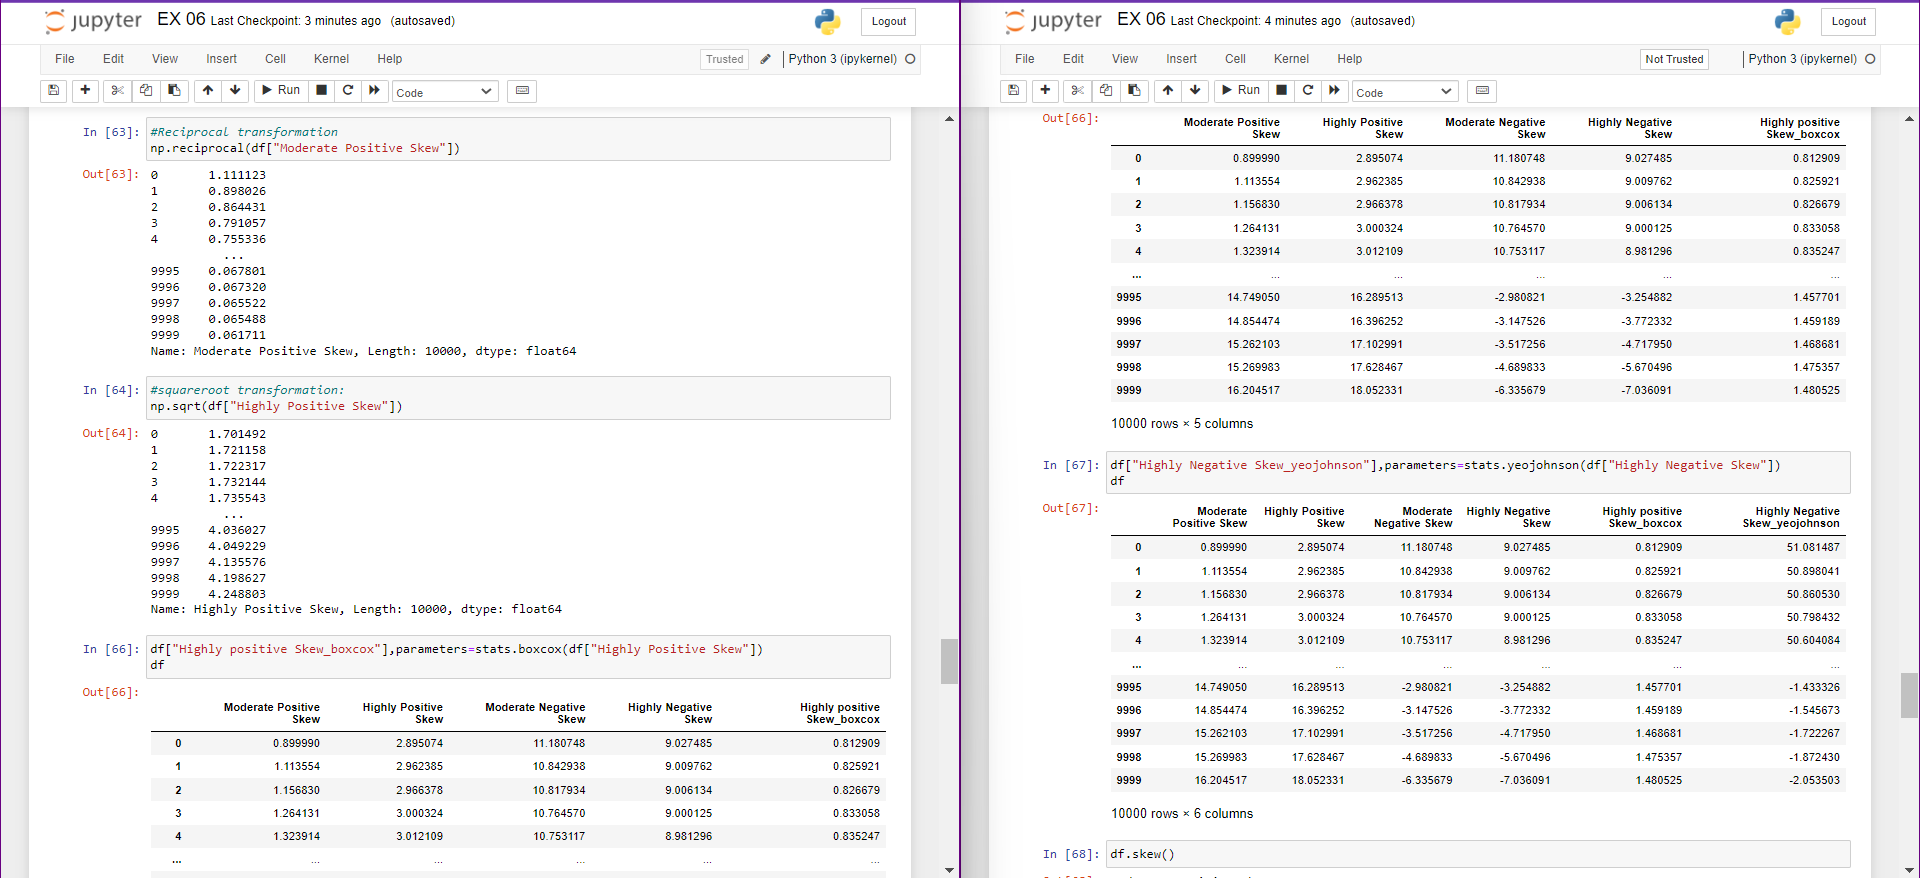 jupyter EX 06 Last Checkpoint: 3 minutes ago (autosaved) Logout
File Edit View Insert Cell Kernel Help Trusted Python 3 (ipykernel)
Run Code
In [63]: #Reciprocal transformation
np.reciprocal(df["Moderate Positive Skew"])
Out[63]: 0 1.111123
1 0.898026
2 0.864431
3 0.791057
4 0.755336
...
9995 0.067801
9996 0.067320
9997 0.065522
9998 0.065488
9999 0.061711
Name: Moderate Positive Skew, Length: 10000, dtype: float64
In [64]: #squareroot transformation:
np.sqrt(df["Highly Positive Skew"])
Out[64]: 0 1.701492
1 1.721158
2 1.722317
3 1.732144
4 1.735543
...
9995 4.036027
9996 4.049229
9997 4.135576
9998 4.198627
9999 4.248803
Name: Highly Positive Skew, Length: 10000, dtype: float64
In [66]: df["Highly positive Skew_boxcox"],parameters=stats.boxcox(df["Highly Positive Skew"])
df
Out[66]:
Moderate Positive Highly Positive Moderate Negative Highly Negative Highly positive
Skew Skew Skew Skew Skew_boxcox
0 0.899990 2.895074 11.180748 9.027485 0.812909
1 1.113554 2.962385 10.842938 9.009762 0.825921
2 1.156830 2.966378 10.817934 9.006134 0.826679
3 1.264131 3.000324 10.764570 9.000125 0.833058
4 1.323914 3.012109 10.753117 8.981296 0.835247
... ... ... ... ... ...
jupyter EX 06 Last Checkpoint: 4 minutes ago (autosaved) Logout
File Edit View Insert Cell Kernel Help Not Trusted Python 3 (ipykernel)
Run Code
Out[66]:
Moderate Positive Highly Positive Moderate Negative Highly Negative Highly positive
Skew Skew Skew Skew Skew_boxcox
0 0.899990 2.895074 11.180748 9.027485 0.812909
1 1.113554 2.962385 10.842938 9.009762 0.825921
2 1.156830 2.966378 10.817934 9.006134 0.826679
3 1.264131 3.000324 10.764570 9.000125 0.833058
4 1.323914 3.012109 10.753117 8.981296 0.835247
... ... ... ... ... ...
9995 14.749050 16.289513 -2.980821 -3.254882 1.457701
9996 14.854474 16.396252 -3.147526 -3.772332 1.459189
9997 15.262103 17.102991 -3.517256 -4.717950 1.468681
9998 15.269983 17.628467 -4.689833 -5.670496 1.475357
9999 16.204517 18.052331 -6.335679 -7.036091 1.480525
10000 rows × 5 columns
In [67]: df["Highly Negative Skew_yeojohnson"],parameters=stats.yeojohnson(df["Highly Negative Skew"])
df
Out[67]:
Moderate Highly Positive Moderate Highly Negative Highly positive Highly Negative
Positive Skew Skew Negative Skew Skew Skew_boxcox Skew_yeojohnson
0 0.899990 2.895074 11.180748 9.027485 0.812909 51.081487
1 1.113554 2.962385 10.842938 9.009762 0.825921 50.898041
2 1.156830 2.966378 10.817934 9.006134 0.826679 50.860530
3 1.264131 3.000324 10.764570 9.000125 0.833058 50.798432
4 1.323914 3.012109 10.753117 8.981296 0.835247 50.604084
... ... ... ... ... ... ...
9995 14.749050 16.289513 -2.980821 -3.254882 1.457701 -1.433326
9996 14.854474 16.396252 -3.147526 -3.772332 1.459189 -1.545673
9997 15.262103 17.102991 -3.517256 -4.717950 1.468681 -1.722267
9998 15.269983 17.628467 -4.689833 -5.670496 1.475357 -1.872430
9999 16.204517 18.052331 -6.335679 -7.036091 1.480525 -2.053503
10000 rows × 6 columns
In [68]: df.skew()